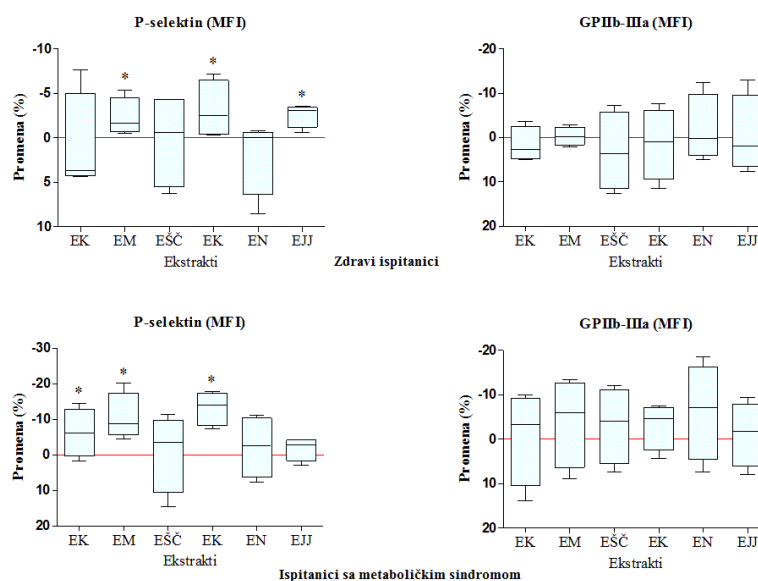 P-selektin (MFI)
-10
-5
0
5
10
Promena (%)
EK EM EŠČ EK EN EJJ
* * *
Ekstrakti
GPIIb-IIIa (MFI)
-20
-10
0
10
20
Promena (%)
EK EM EŠČ EK EN EJJ
Ekstrakti
Zdravi ispitanici
P-selektin (MFI)
-30
-20
-10
0
10
20
Promena (%)
* * *
EK EM EŠČ EK EN EJJ
Ekstrakti
GPIIb-IIIa (MFI)
-20
-10
0
10
20
Promena (%)
EK EM EŠČ EK EN EJJ
Ekstrakti
Ispitanici sa metaboličkim sindromom